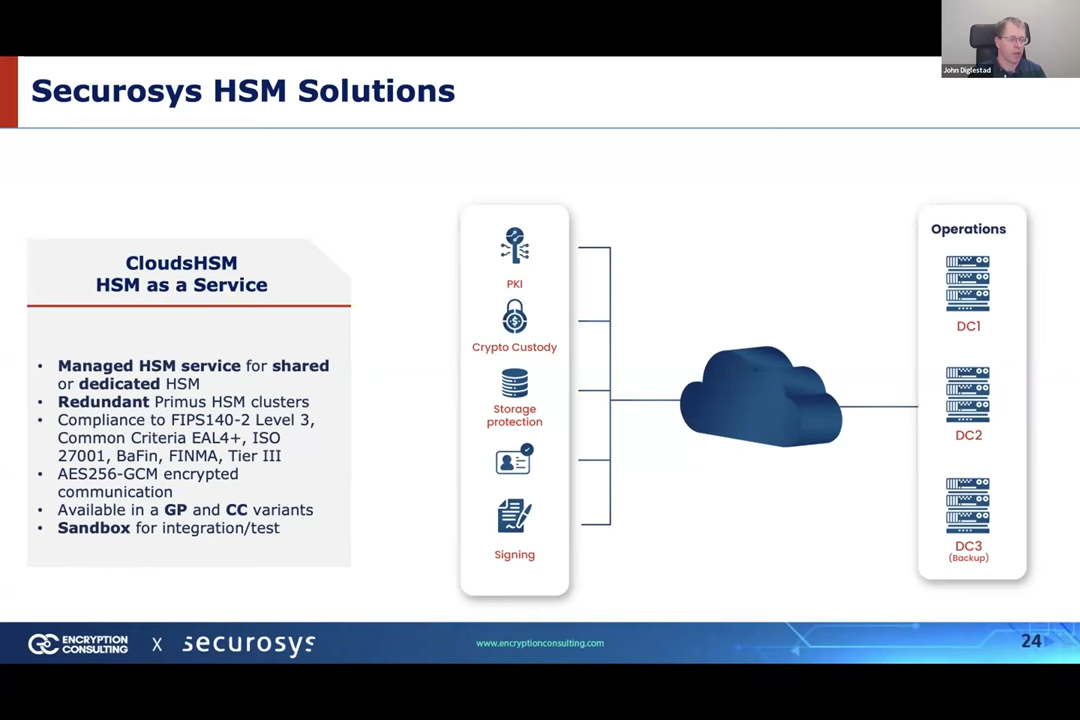 John Diglestad
Securosys HSM Solutions
CloudsHSM
HSM as a Service
• Managed HSM service for shared
or dedicated HSM
• Redundant Primus HSM clusters
• Compliance to FIPS140-2 Level 3,
Common Criteria EAL4+, ISO
27001, BaFin, FINMA, Tier III
• AES256-GCM encrypted
communication
• Available in a GP and CC variants
• Sandbox for integration/test
PKI
Crypto Custody
Storage
protection
Signing
Operations
DC1
DC2
DC3
(Backup)
ENCRYPTION
CONSULTING
X
securosys
www.encryptionconsulting.com
24